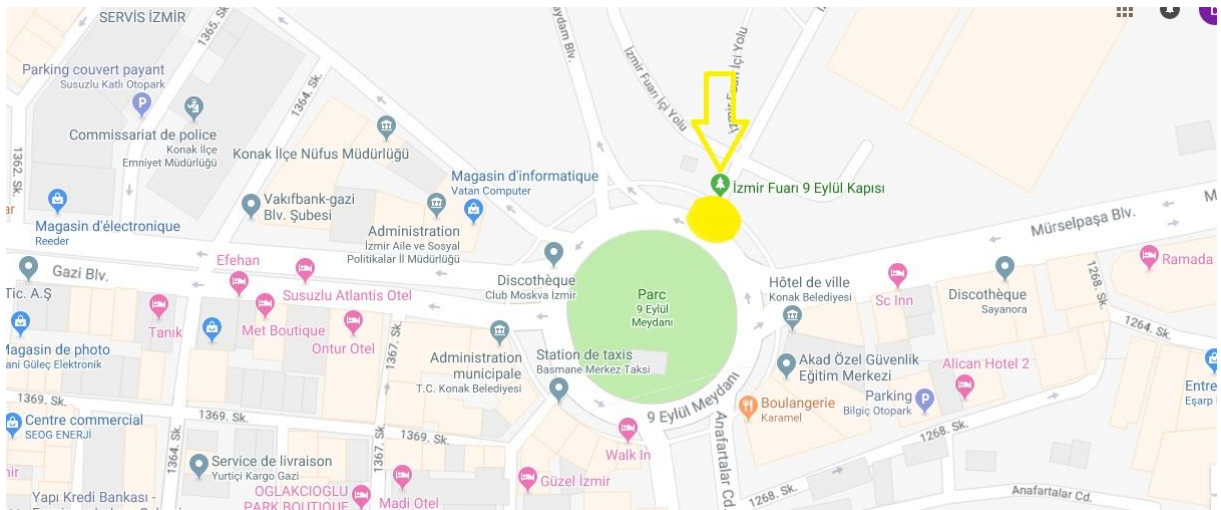 SERVİS İZMİR
1365. Sk.
aydam Blv.
İzmir Fuarı İçi Yolu
İzmir Fuarı İçi Yolu
Parking couvert payant
Susuzlu Katlı Otopark
P
1364. Sk.
Commissariat de police
Konak İlçe
Emniyet Müdürlüğü
1362. Sk.
Konak İlçe Nüfus Müdürlüğü
Magasin d'informatique
Vatan Computer
İzmir Fuarı 9 Eylül Kapısı
Vakıfbank-gazi
Blv. Şubesi
Magasin d'électronique
Reeder
Administration
İzmir Aile ve Sosyal
Politikalar İl Müdürlüğü
Mürselpaşa Blv.
M
Gazi Blv.
Efehan
Susuzlu Atlantis Otel
Discothèque
Club Moskva İzmir
Parc
9 Eylül
Meydanı
Hôtel de ville
Konak Belediyesi
Sc Inn
Discothèque
Sayanora
1268. Sk.
Ramada
Tic. A.Ş
Tanık
Met Boutique
Ontur Otel
1367. Sk.
Magasin de photo
ani Güleç Elektronik
Administration
municipale
T.C. Konak Belediyesi
Station de taxis
Basmane Merkez Taksi
Akad Özel Güvenlik
Eğitim Merkezi
Alican Hotel 2
1264. Sk.
Entre
Eşarp
Parking
Bilgiç Otopark
P
Boulangerie
Karamel
9 Eylül Meydanı
Anafartalar Cd.
1369. Sk.
Centre commercial
SEOG ENERJİ
1369. Sk.
1369. Sk.
1364. Sk.
1367. Sk.
Walk In
1268. Sk.
Service de livraison
Yurtiçi Kargo Gazi
Güzel İzmir
OGLAKCIOGLU
PARK BOUTIQUE
Madi Otel
1268. Sk.
Anafartalar Cd.
Yapı Kredi Bankası -